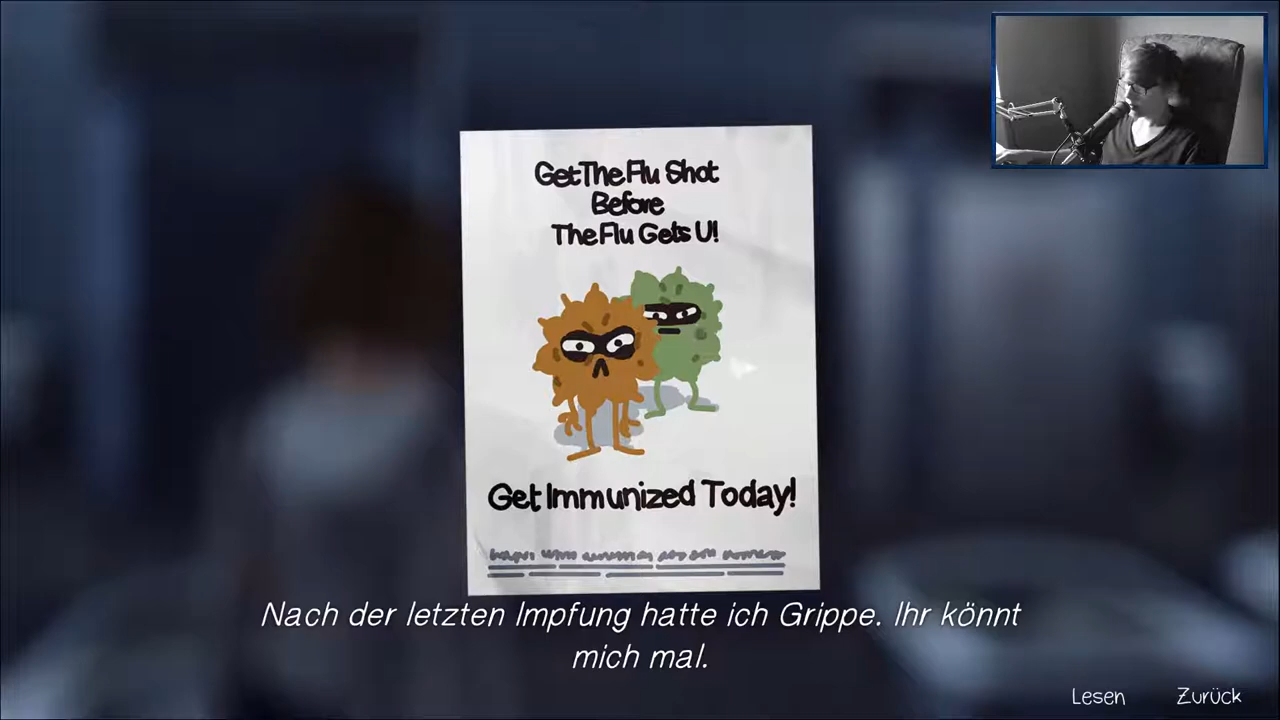 Get The Flu Shot
Before
The Flu Gets U!
Get Immunized Today!
Nach der letzten Impfung hatte ich Grippe. Ihr könnt
mich mal.
Lesen Zurück